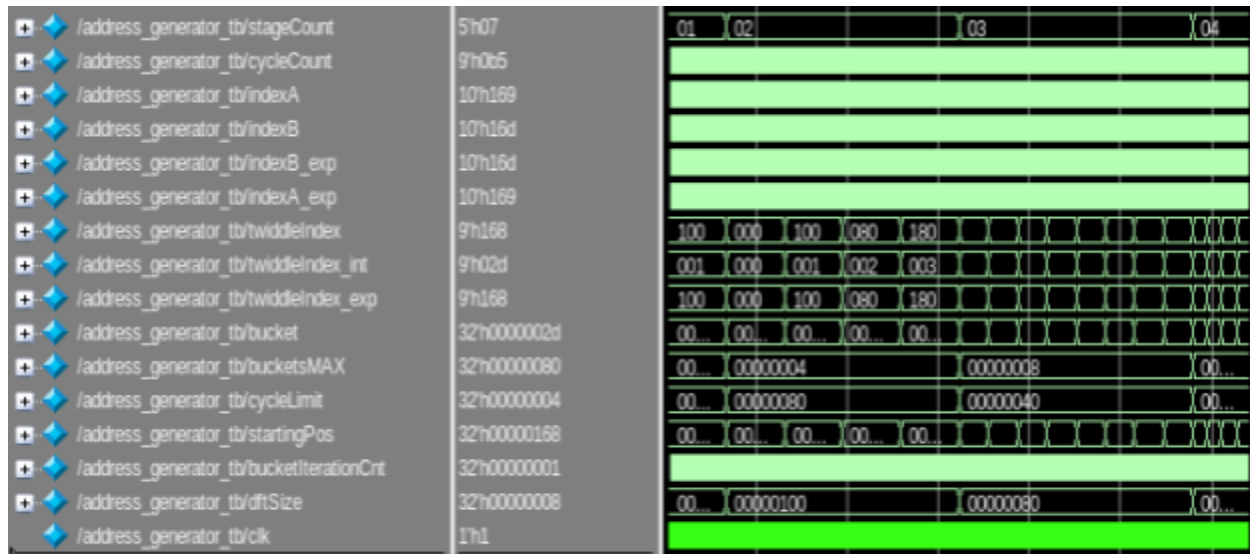 /address_generator_tb/stageCount 5'h07 01 02 03 04
/address_generator_tb/cycleCount 9'h0b5
/address_generator_tb/indexA 10'h169
/address_generator_tb/indexB 10'h16d
/address_generator_tb/indexB_exp 10'h16d
/address_generator_tb/indexA_exp 10'h169
/address_generator_tb/twiddleIndex 9'h168 100 000 100 080 180
/address_generator_tb/twiddleIndex_int 9'h02d 001 000 001 002 003
/address_generator_tb/twiddleIndex_exp 9'h168 100 000 100 080 180
/address_generator_tb/bucket 32'h0000002d 00... 00... 00... 00... 00...
/address_generator_tb/bucketsMAX 32'h00000080 00... 00000004 00000008 00...
/address_generator_tb/cycleLimit 32'h00000004 00... 00000080 00000040 00...
/address_generator_tb/startingPos 32'h00000168 00... 00... 00... 00... 00...
/address_generator_tb/bucketIterationCnt 32'h00000001
/address_generator_tb/dftSize 32'h00000008 00... 00000100 00000080 00...
/address_generator_tb/clk 1'h1